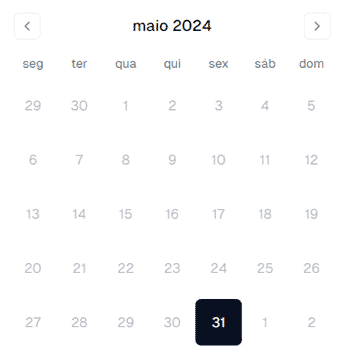 maio 2024
seg ter qua qui sex sáb dom
29 30 1 2 3 4 5
6 7 8 9 10 11 12
13 14 15 16 17 18 19
20 21 22 23 24 25 26
27 28 29 30 31 1 2